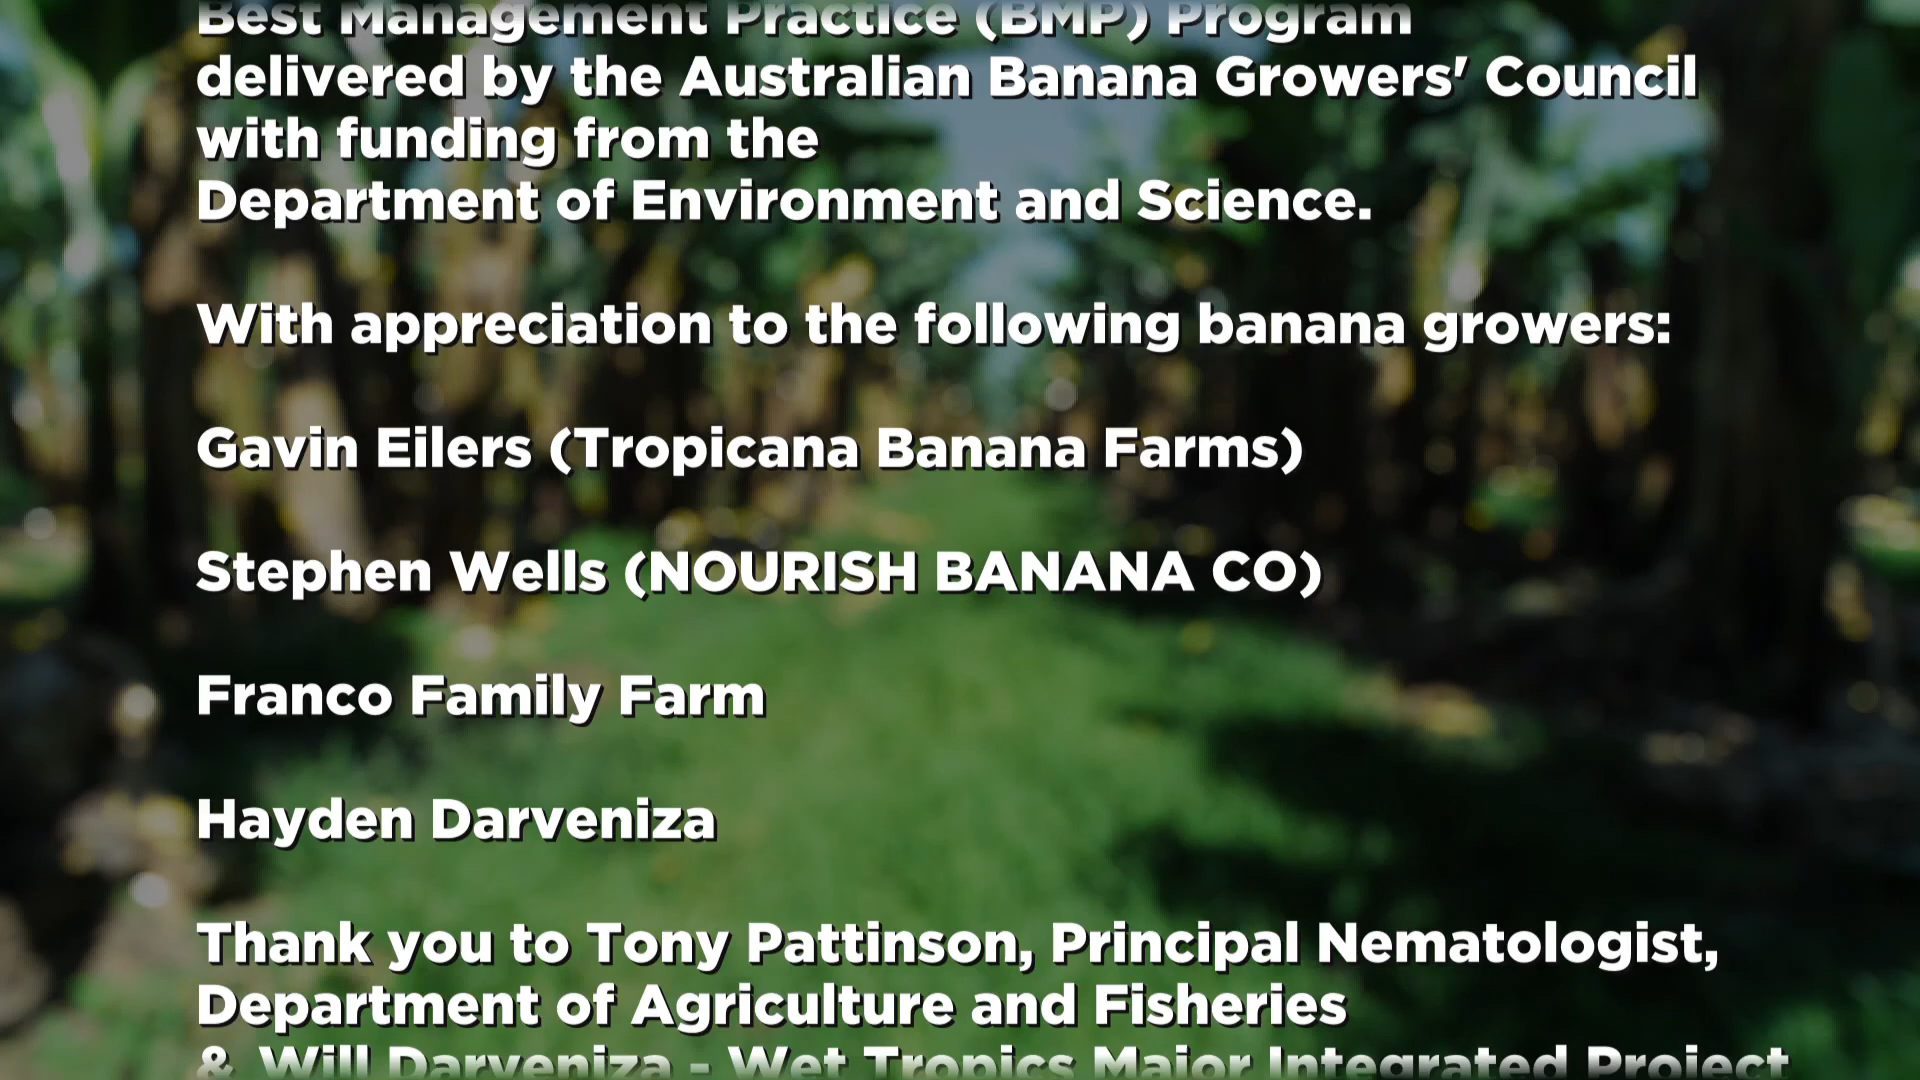 Best Management Practice (BMP) Program
delivered by the Australian Banana Growers' Council
with funding from the
Department of Environment and Science.
With appreciation to the following banana growers:
Gavin Eilers (Tropicana Banana Farms)
Stephen Wells (NOURISH BANANA CO)
Franco Family Farm
Hayden Darveniza
Thank you to Tony Pattinson, Principal Nematologist,
Department of Agriculture and Fisheries
& Will Darveniza - Wet Tropics Major Integrated Project